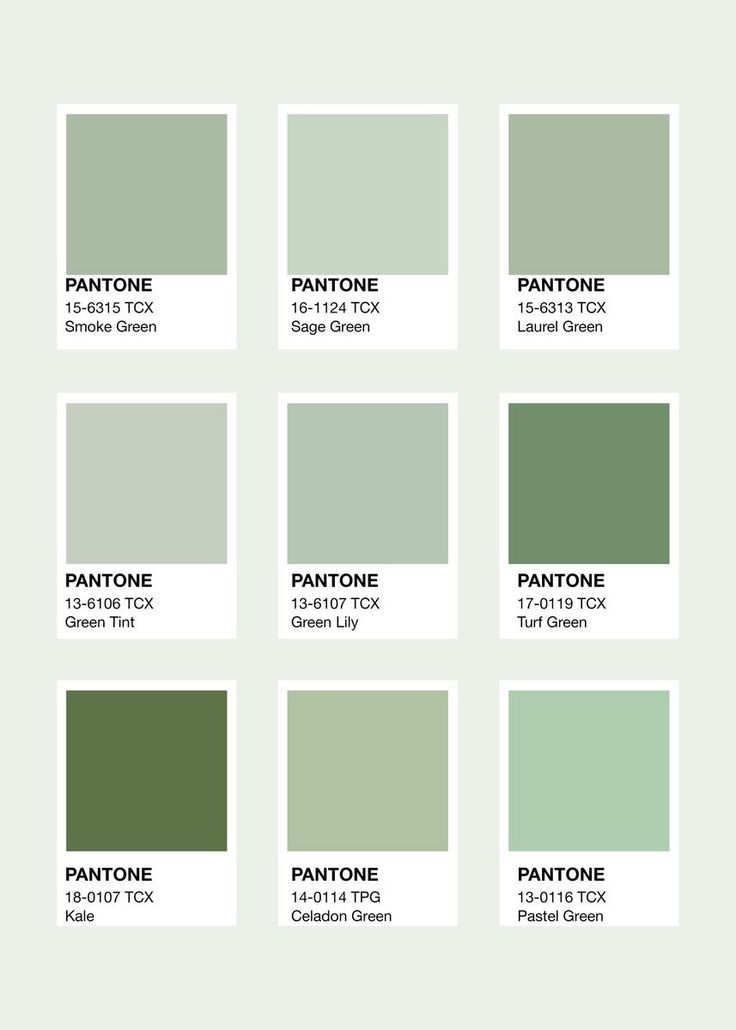 PANTONE
15-6315 TCX
Smoke Green
PANTONE
16-1124 TCX
Sage Green
PANTONE
15-6313 TCX
Laurel Green
PANTONE
13-6106 TCX
Green Tint
PANTONE
13-6107 TCX
Green Lily
PANTONE
17-0119 TCX
Turf Green
PANTONE
18-0107 TCX
Kale
PANTONE
14-0114 TPG
Celadon Green
PANTONE
13-0116 TCX
Pastel Green